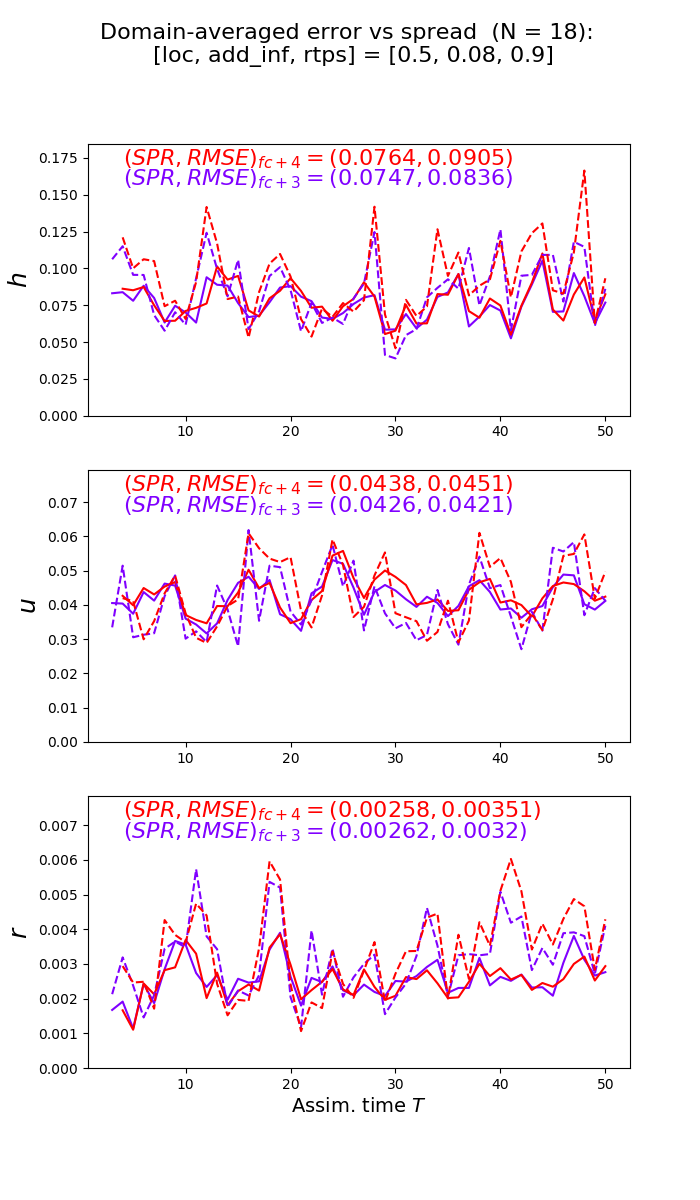 Domain-averaged error vs spread (N = 18):
[loc, add_inf, rtps] = [0.5, 0.08, 0.9]
(SPR, RMSE)fc+4 = (0.0764, 0.0905)
(SPR, RMSE)fc+3 = (0.0747, 0.0836)
0.175
0.150
0.125
0.100
0.075
0.050
0.025
0.000
h
10 20 30 40 50
(SPR, RMSE)fc+4 = (0.0438, 0.0451)
(SPR, RMSE)fc+3 = (0.0426, 0.0421)
0.07
0.06
0.05
0.04
0.03
0.02
0.01
0.00
u
10 20 30 40 50
(SPR, RMSE)fc+4 = (0.00258, 0.00351)
(SPR, RMSE)fc+3 = (0.00262, 0.0032)
0.007
0.006
0.005
0.004
0.003
0.002
0.001
0.000
r
10 20 30 40 50
Assim. time T